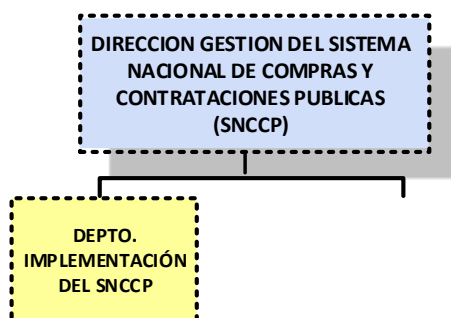 DIRECCION GESTION DEL SISTEMA
NACIONAL DE COMPRAS Y
CONTRATACIONES PUBLICAS
(SNCCP)
DEPTO.
IMPLEMENTACIÓN
DEL SNCCP